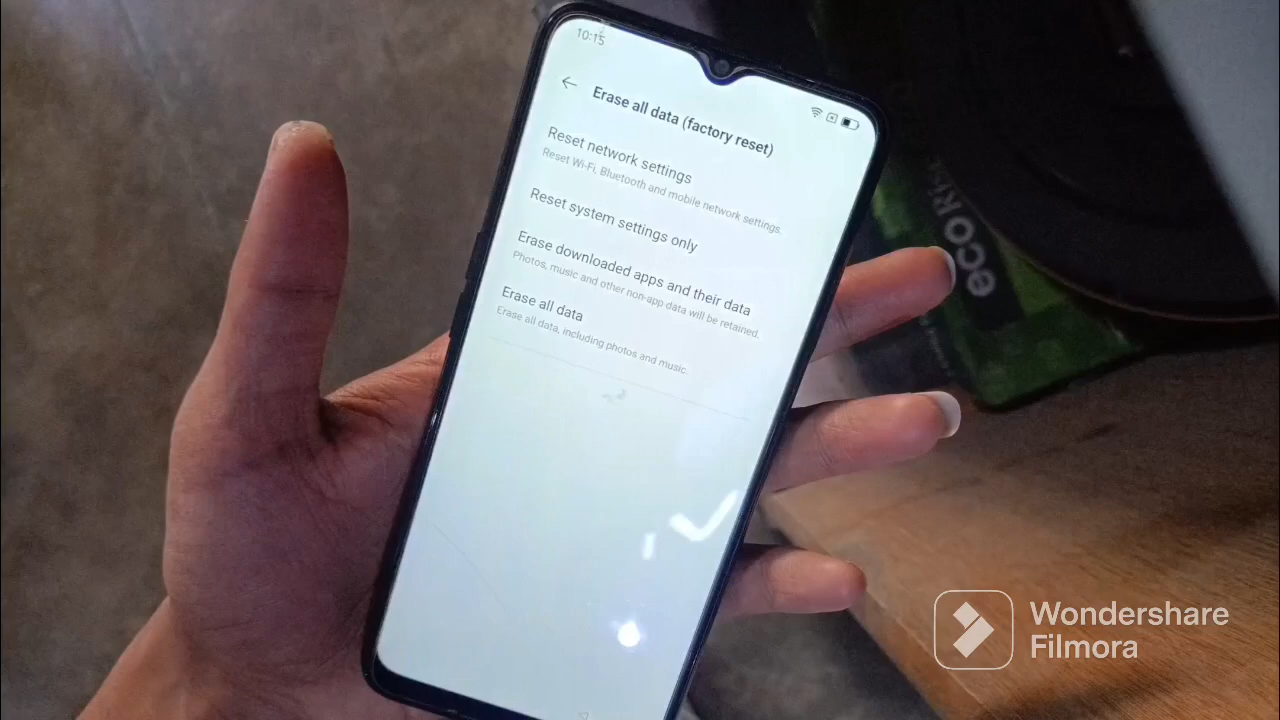 10:15
Erase all data (factory reset)
Reset network settings
Reset Wi-Fi, Bluetooth and mobile network settings.
Reset system settings only
Erase downloaded apps and their data
Photos, music and other non-app data will be retained.
Erase all data
Erase all data, including photos and music.
eco
Wondershare
Filmora